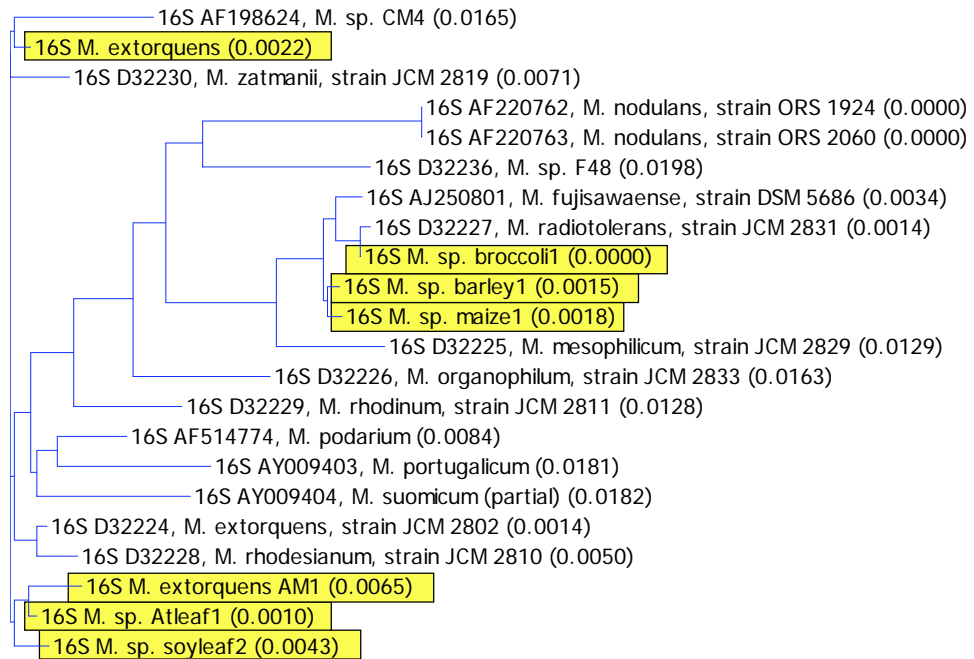 16S AF198624, M. sp. CM4 (0.0165)
16S M. extorquens (0.0022)
16S D32230, M. zatmanii, strain JCM 2819 (0.0071)
16S AF220762, M. nodulans, strain ORS 1924 (0.0000)
16S AF220763, M. nodulans, strain ORS 2060 (0.0000)
16S D32236, M. sp. F48 (0.0198)
16S AJ250801, M. fujisawaense, strain DSM 5686 (0.0034)
16S D32227, M. radiotolerans, strain JCM 2831 (0.0014)
16S M. sp. broccoli1 (0.0000)
16S M. sp. barley1 (0.0015)
16S M. sp. maize1 (0.0018)
16S D32225, M. mesophilicum, strain JCM 2829 (0.0129)
16S D32226, M. organophilum, strain JCM 2833 (0.0163)
16S D32229, M. rhodinum, strain JCM 2811 (0.0128)
16S AF514774, M. podarium (0.0084)
16S AY009403, M. portugalicum (0.0181)
16S AY009404, M. suomicum (partial) (0.0182)
16S D32224, M. extorquens, strain JCM 2802 (0.0014)
16S D32228, M. rhodesianum, strain JCM 2810 (0.0050)
16S M. extorquens AM1 (0.0065)
16S M. sp. Atleaf1 (0.0010)
16S M. sp. soyleaf2 (0.0043)